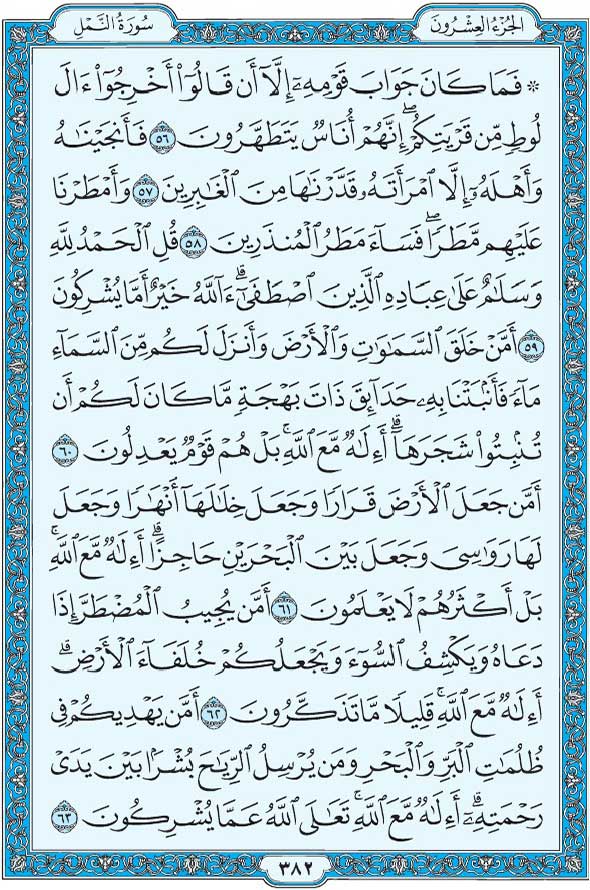 الجُزْءُ العِشْرُونَ سُورَةُ النَّمْلِ
۞ فَمَا كَانَ جَوَابَ قَوْمِهِۦٓ إِلَّآ أَن قَالُوٓا۟ أَخْرِجُوٓا۟ ءَالَ
لُوطٍ مِّن قَرْيَتِكُمْ ۖ إِنَّهُمْ أُنَاسٌ يَتَطَهَّرُونَ ٥٦ فَأَنجَيْنَٰهُ
وَأَهْلَهُۥٓ إِلَّا ٱمْرَأَتَهُۥ قَدَّرْنَٰهَا مِنَ ٱلْغَٰبِرِينَ ٥٧ وَأَمْطَرْنَا
عَلَيْهِم مَّطَرًا ۖ فَسَآءَ مَطَرُ ٱلْمُنذَرِينَ ٥٨ قُلِ ٱلْحَمْدُ لِلَّهِ
وَسَلَٰمٌ عَلَىٰ عِبَادِهِ ٱلَّذِينَ ٱصْطَفَىٰٓ ۗ ءَآللَّهُ خَيْرٌ أَمَّا يُشْرِكُونَ
٥٩ أَمَّنْ خَلَقَ ٱلسَّمَٰوَٰتِ وَٱلْأَرْضَ وَأَنزَلَ لَكُم مِّنَ ٱلسَّمَآءِ
مَآءً فَأَنۢبَتْنَا بِهِۦ حَدَآئِقَ ذَاتَ بَهْجَةٍ مَّا كَانَ لَكُمْ أَن
تُنۢبِتُوا۟ شَجَرَهَآ ۗ أَءِلَٰهٌ مَّعَ ٱللَّهِ ۚ بَلْ هُمْ قَوْمٌ يَعْدِلُونَ ٦٠
أَمَّن جَعَلَ ٱلْأَرْضَ قَرَارًا وَجَعَلَ خِلَٰلَهَآ أَنْهَٰرًا وَجَعَلَ
لَهَا رَوَٰسِىَ وَجَعَلَ بَيْنَ ٱلْبَحْرَيْنِ حَاجِزًا ۗ أَءِلَٰهٌ مَّعَ ٱللَّهِ ۚ
بَلْ أَكْثَرُهُمْ لَا يَعْلَمُونَ ٦١ أَمَّن يُجِيبُ ٱلْمُضْطَرَّ إِذَا
دَعَاهُ وَيَكْشِفُ ٱلسُّوٓءَ وَيَجْعَلُكُمْ خُلَفَآءَ ٱلْأَرْضِ ۗ
أَءِلَٰهٌ مَّعَ ٱللَّهِ ۚ قَلِيلًا مَّا تَذَكَّرُونَ ٦٢ أَمَّن يَهْدِيكُمْ فِى
ظُلُمَٰتِ ٱلْبَرِّ وَٱلْبَحْرِ وَمَن يُرْسِلُ ٱلرِّيَٰحَ بُشْرًۢا بَيْنَ يَدَىْ
رَحْمَتِهِۦٓ ۗ أَءِلَٰهٌ مَّعَ ٱللَّهِ ۚ تَعَٰلَى ٱللَّهُ عَمَّا يُشْرِكُونَ ٦٣
٣٨٢